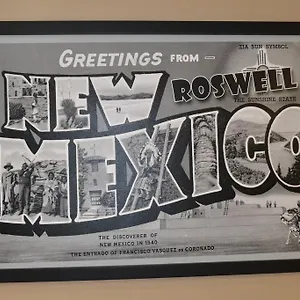 GREETINGS FROM —
ZIA SUN SYMBOL
NEW ROSWELL
THE SUNSHINE STATE
MEXICO
THE DISCOVERER OF
NEW MEXICO IN 1540
THE ENTRADO OF FRANCISCO VASQUEZ DE CORONADO